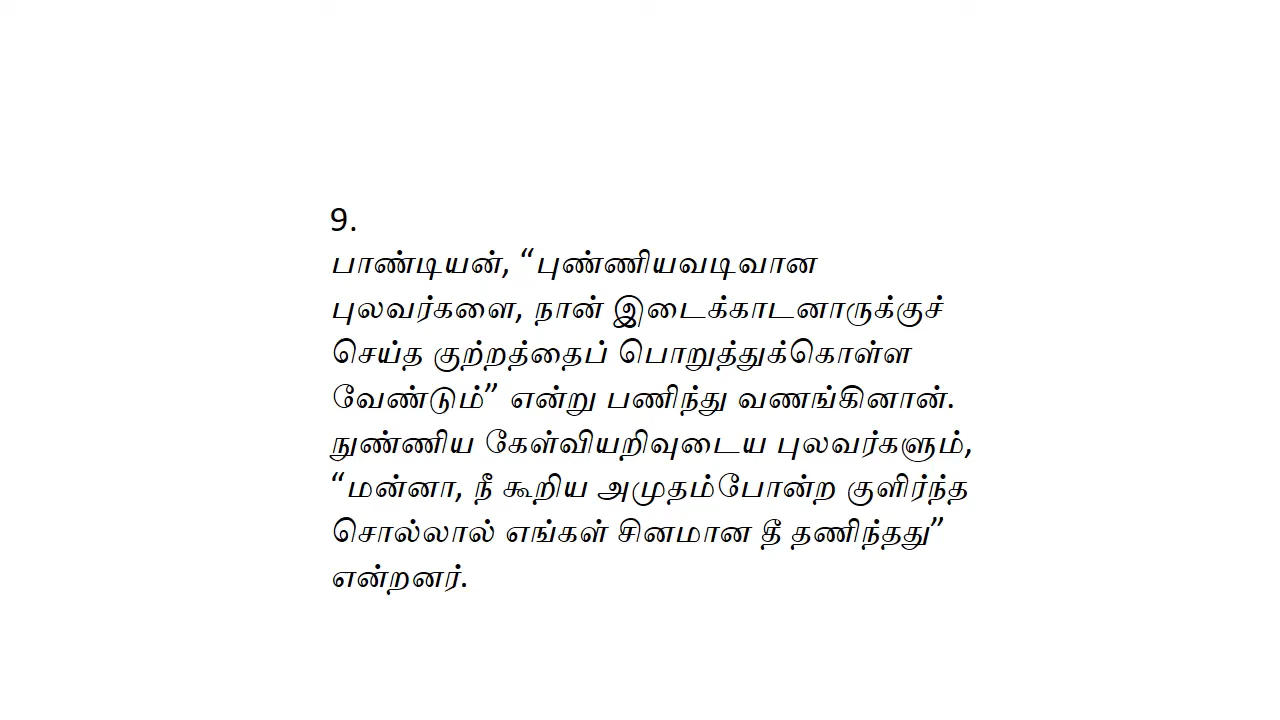 9.
பாண்டியன், “புண்ணியவடிவான
புலவர்களை, நான் இடைக்காடனாருக்குச்
செய்த குற்றத்தைப் பொறுத்துக்கொள்ள
வேண்டும்” என்று பணிந்து வணங்கினான்.
நுண்ணிய கேள்வியறிவுடைய புலவர்களும்,
“மன்னா, நீ கூறிய அமுதம்போன்ற குளிர்ந்த
சொல்லால் எங்கள் சினமான தீ தணிந்தது”
என்றனர்.